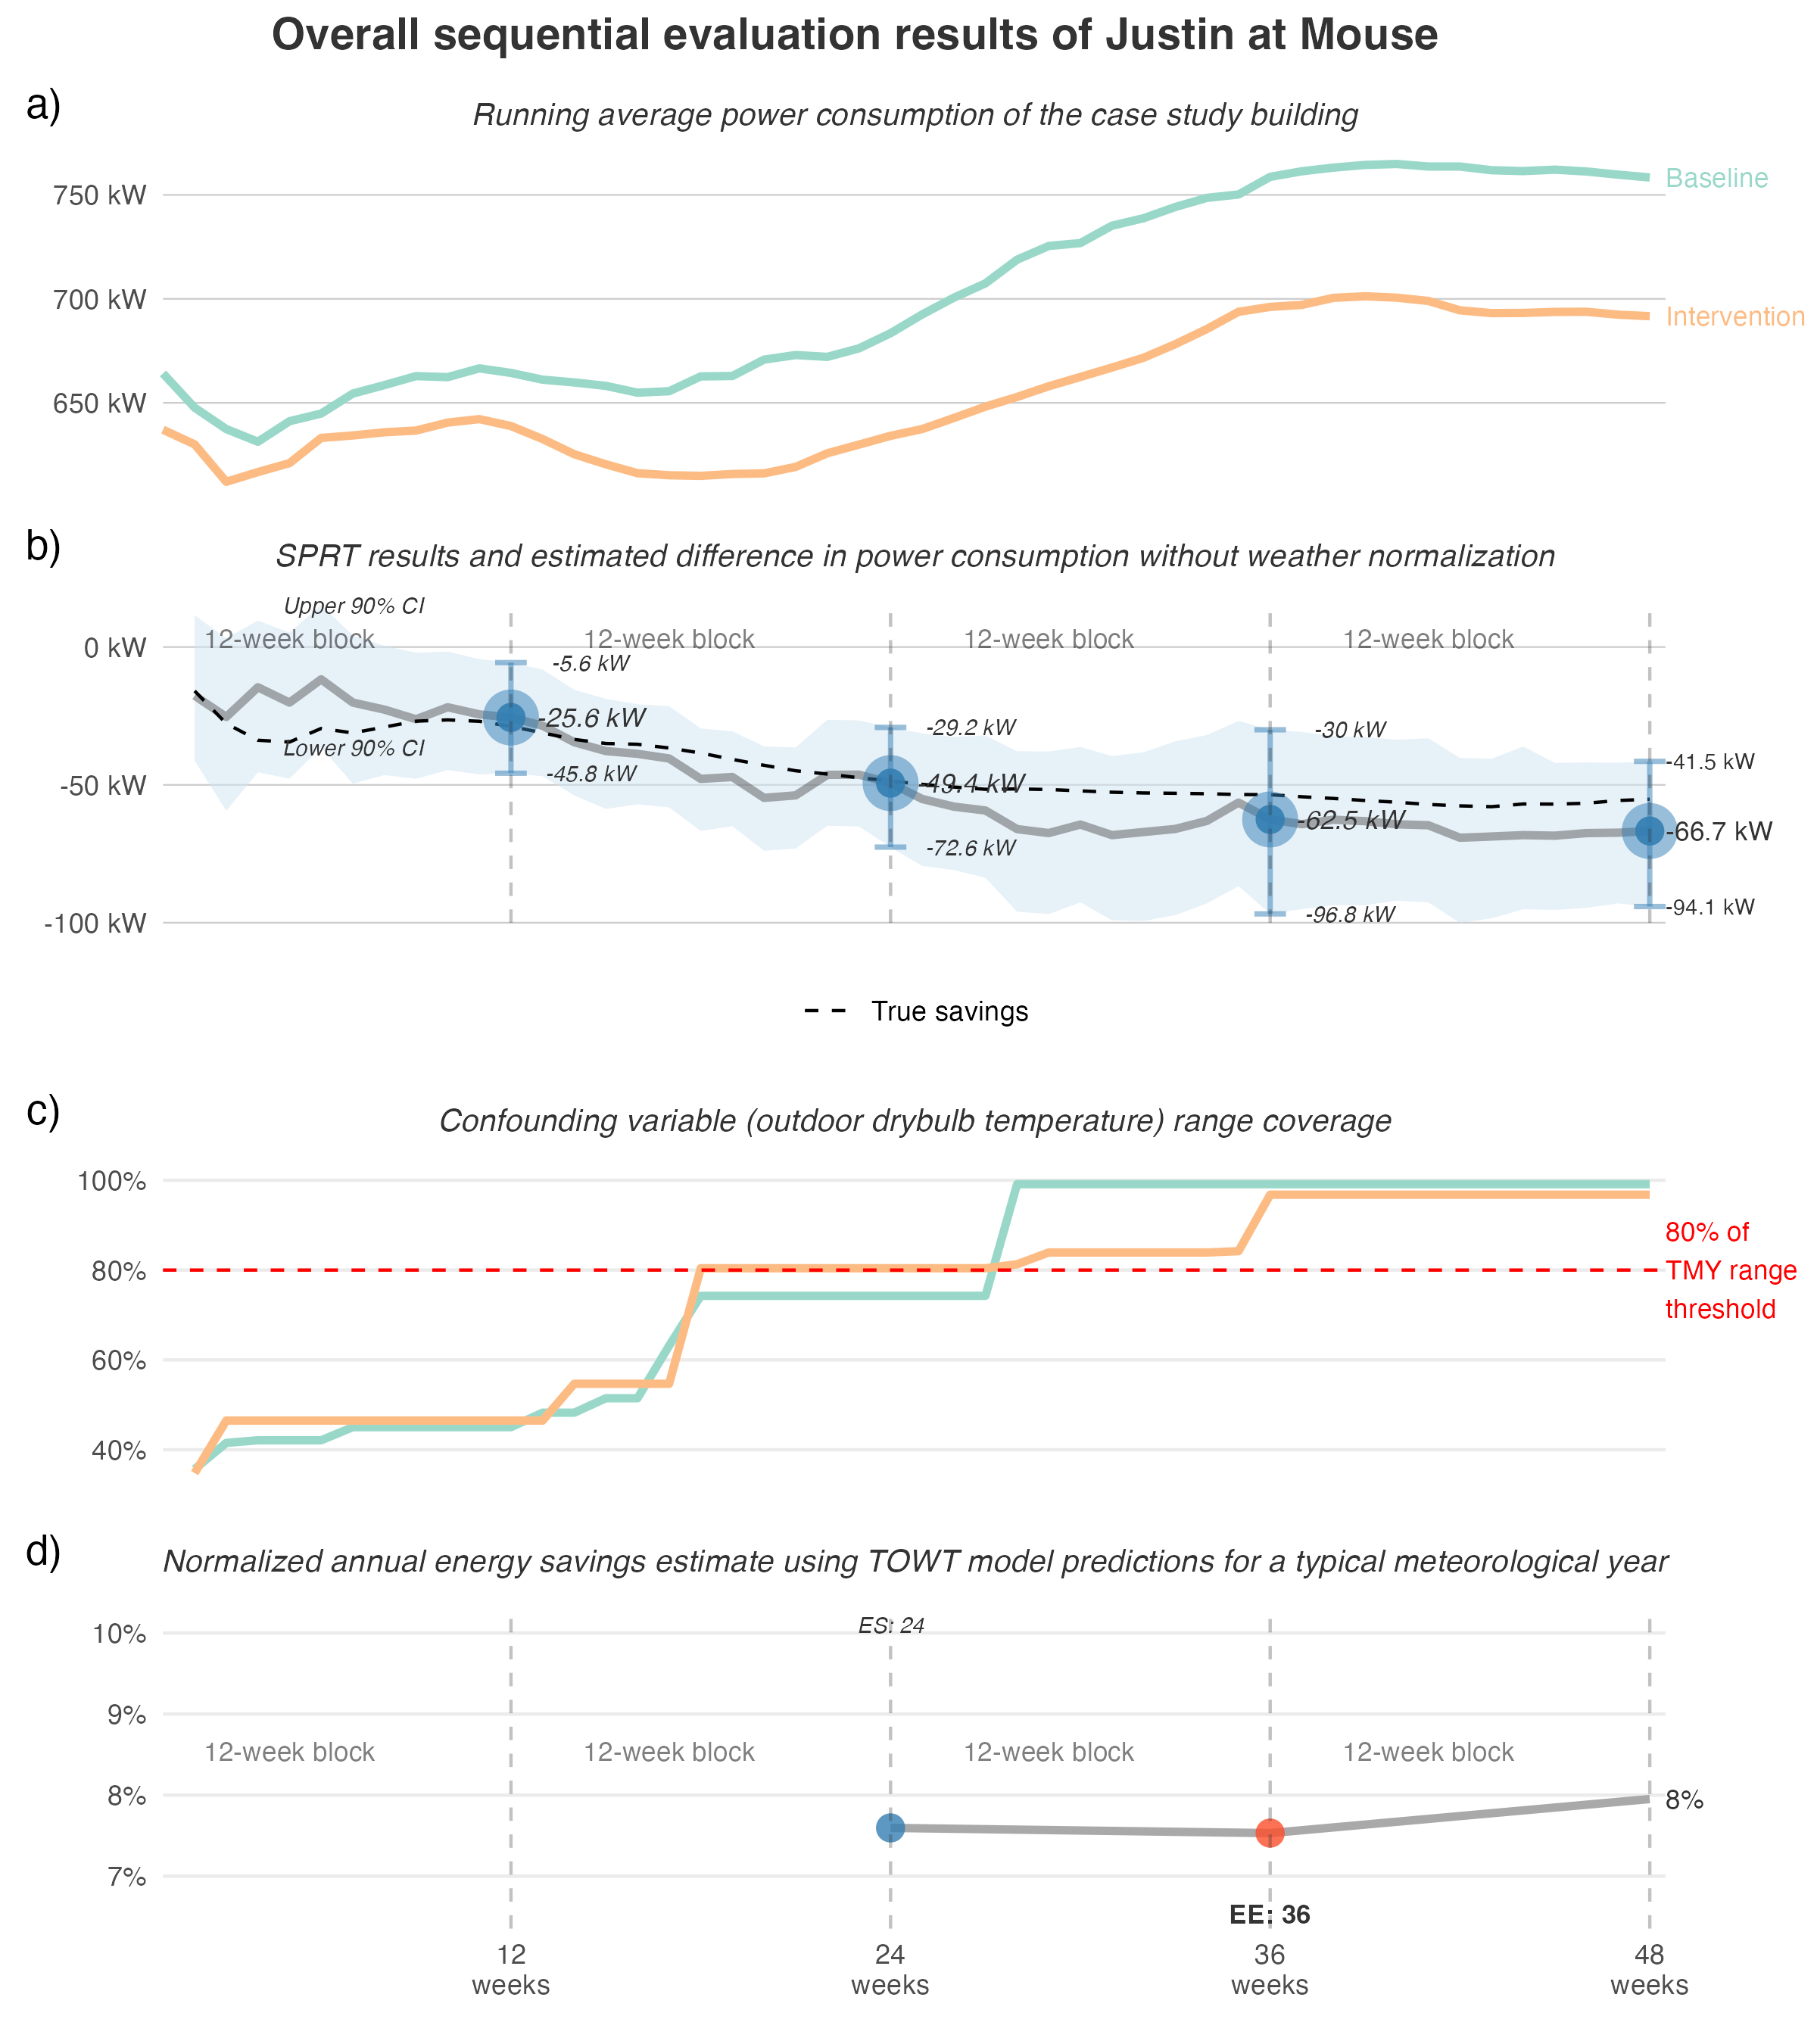 Overall sequential evaluation results of Justin at Mouse
a)
Running average power consumption of the case study building
750 kW
700 kW
650 kW
Baseline
Intervention
b)
SPRT results and estimated difference in power consumption without weather normalization
Upper 90% CI
12-week block
12-week block
12-week block
12-week block
0 kW
-50 kW
-100 kW
Lower 90% CI
-5.6 kW
-25.6 kW
-45.8 kW
-29.2 kW
-49.4 kW
-72.6 kW
-30 kW
-62.5 kW
-96.8 kW
-41.5 kW
-66.7 kW
-94.1 kW
True savings
c)
Confounding variable (outdoor drybulb temperature) range coverage
100%
80%
60%
40%
80% of
TMY range
threshold
d)
Normalized annual energy savings estimate using TOWT model predictions for a typical meteorological year
ES: 24
10%
9%
8%
7%
12-week block
12-week block
12-week block
12-week block
8%
EE: 36
12
weeks
24
weeks
36
weeks
48
weeks